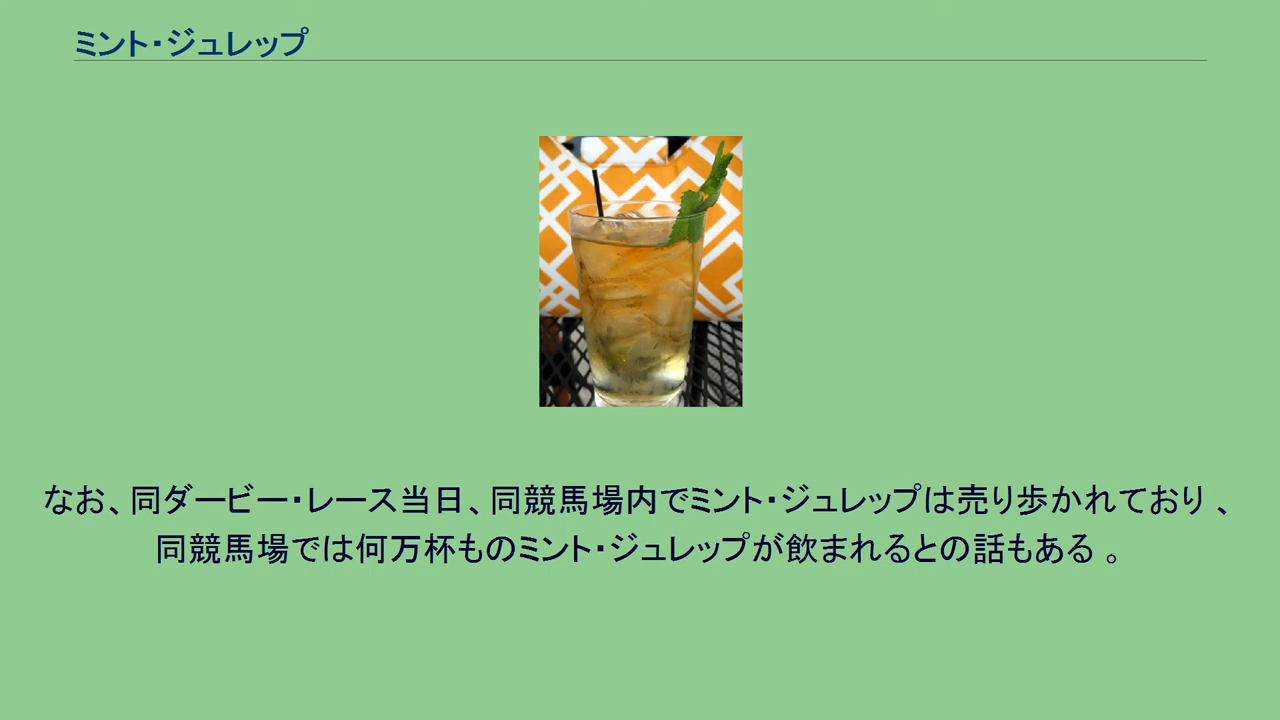 ミント・ジュレップ
なお、同ダービー・レース当日、同競馬場内でミント・ジュレップは売り歩かれており 、
同競馬場では何万杯ものミント・ジュレップが飲まれるとの話もある 。